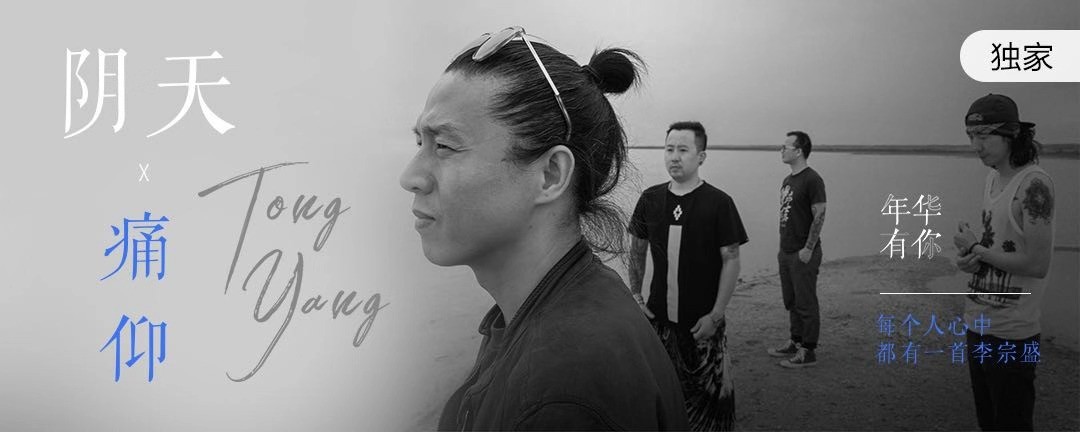 阴天
x
痛
仰
Tong
Yang
独家
年华
有你
每个人心中
都有一首李宗盛